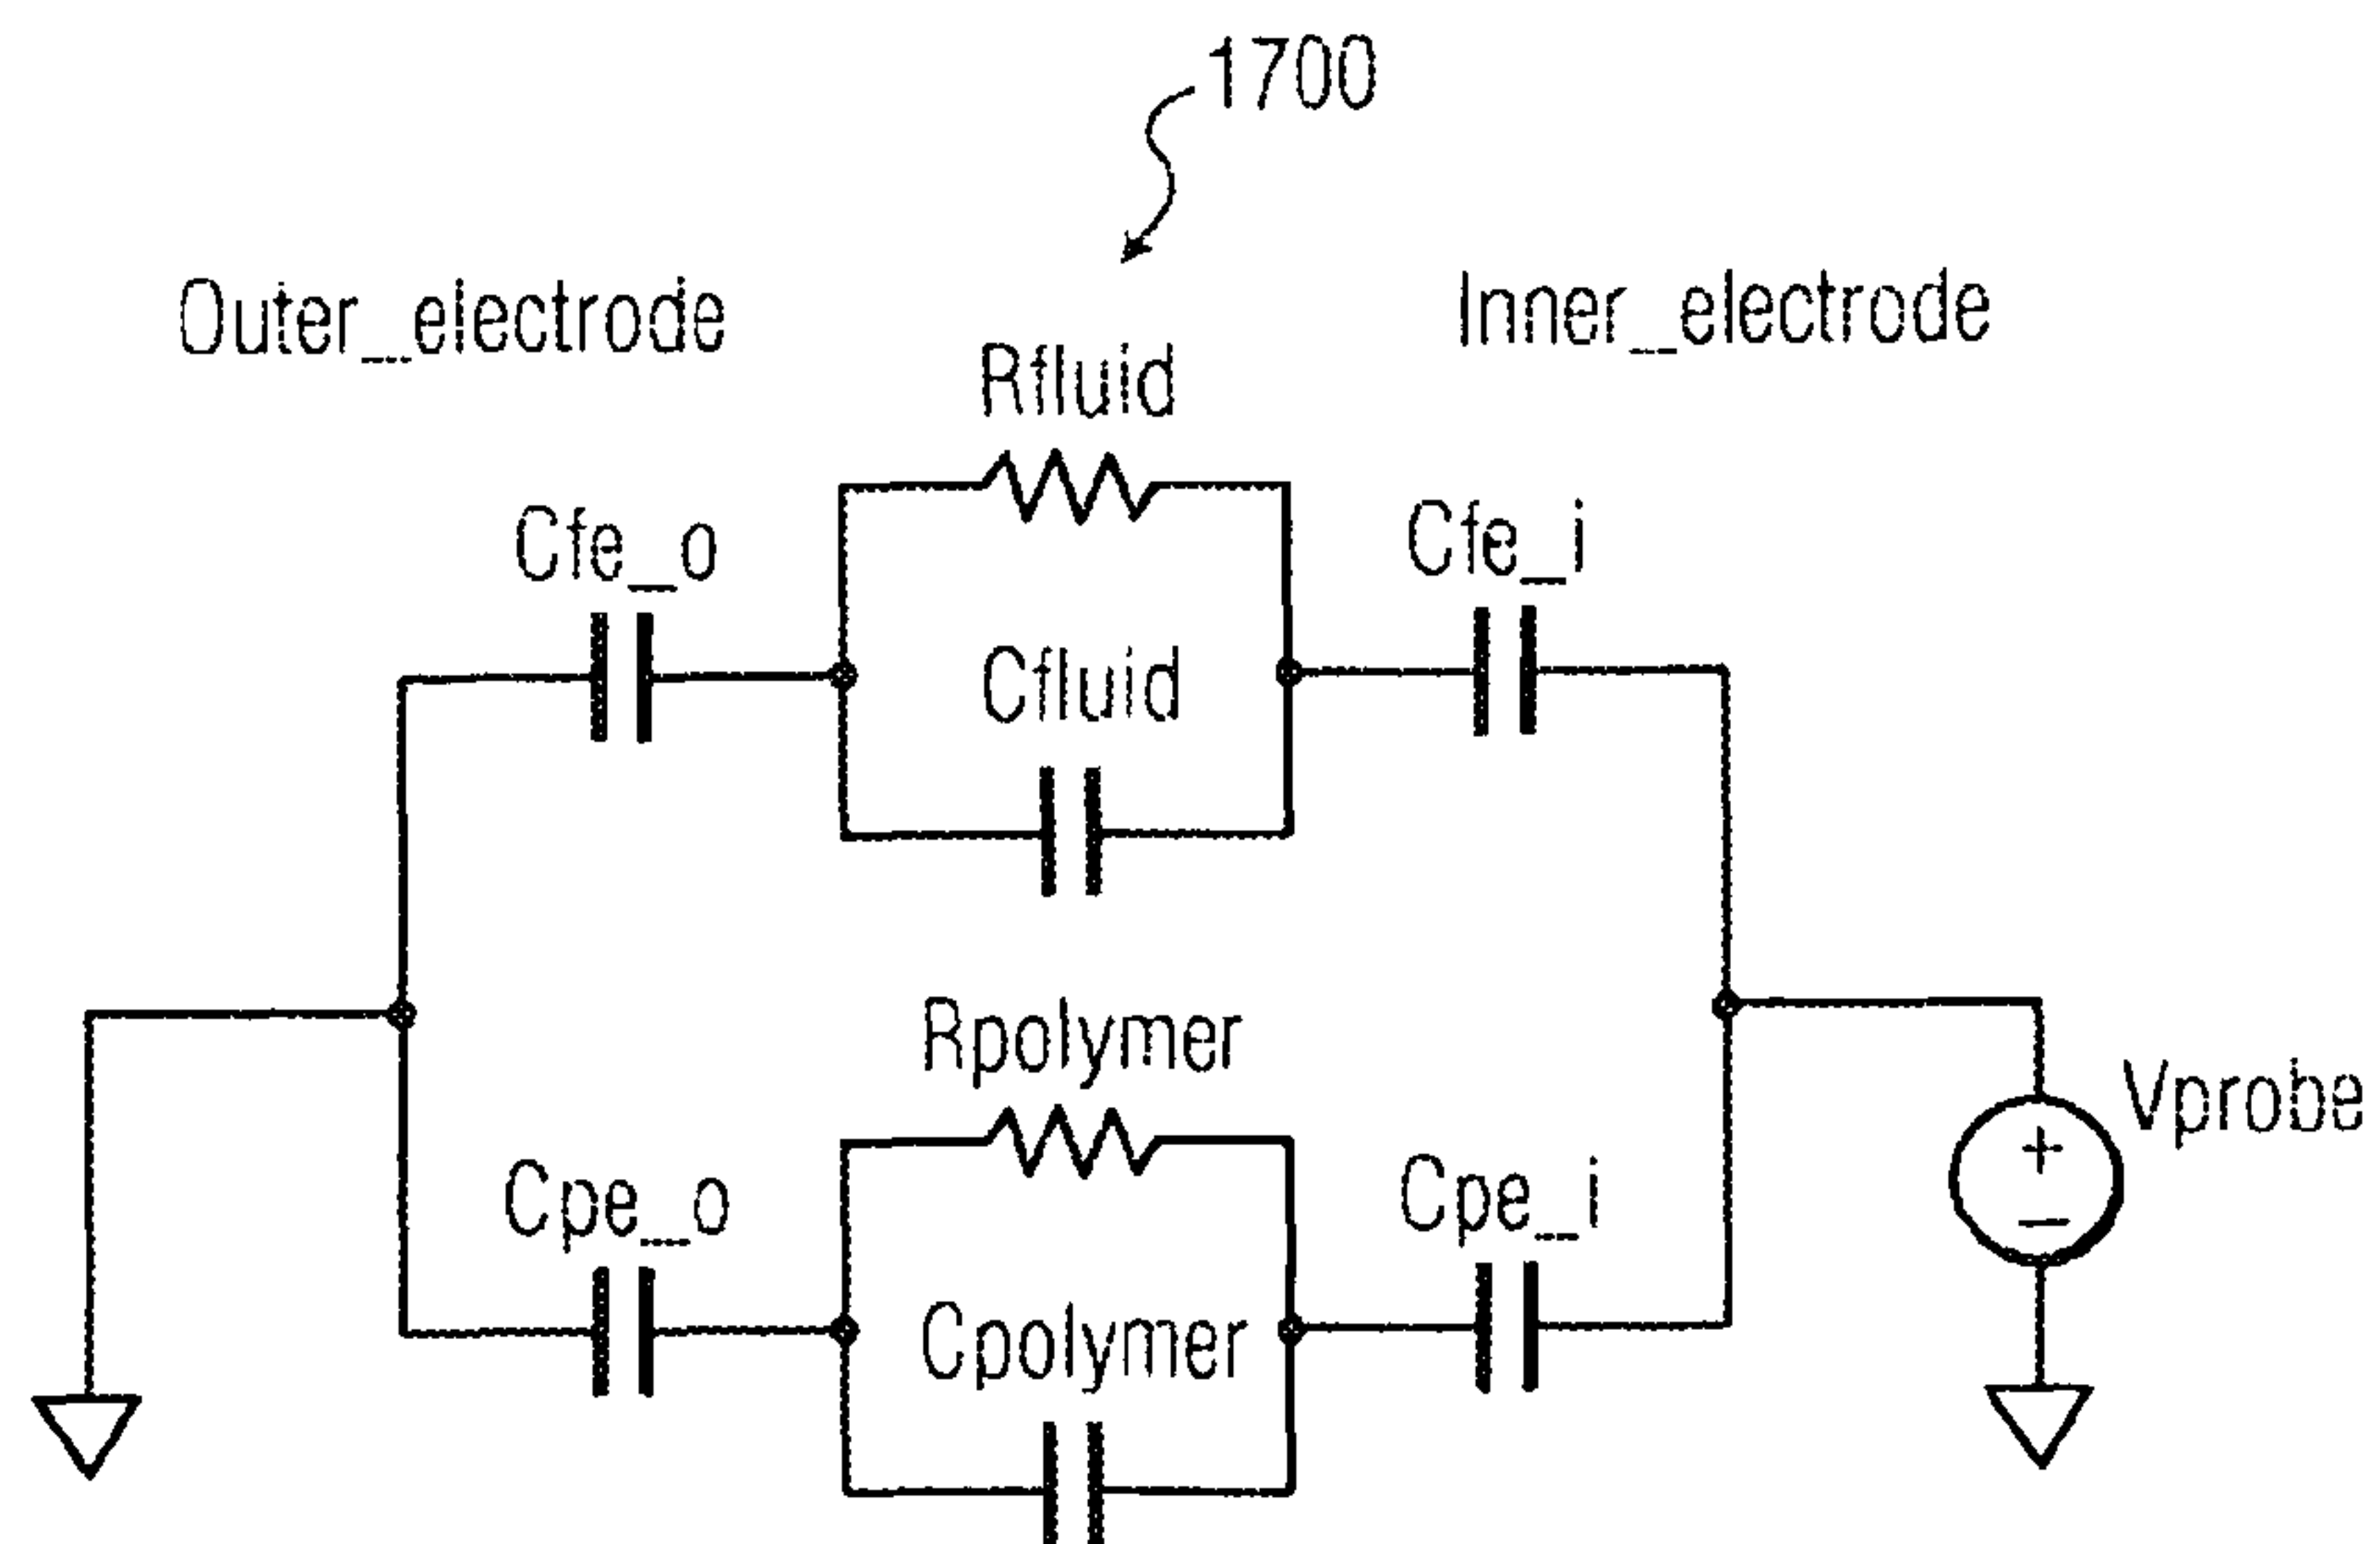 1700
Outer_electrode
Inner_electrode
Rfluid
Cfe_o
Cfe_i
Cfluid
Rpolymer
Vprobe
+
−
Cpe_o
Cpe_i
Cpolymer